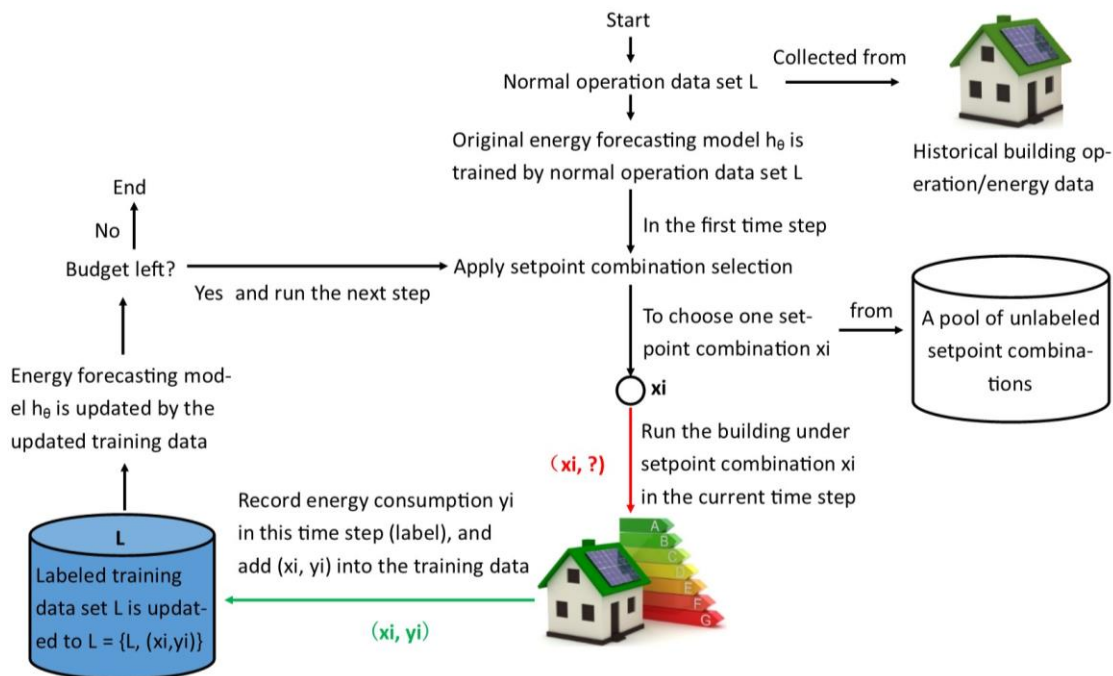 Start
Normal operation data set L
Collected from
Historical building op-
eration/energy data
Original energy forecasting model hθ is
trained by normal operation data set L
In the first time step
Apply setpoint combination selection
To choose one set-
point combination xi
from
A pool of unlabeled
setpoint combina-
tions
xi
(xi, ?)
Run the building under
setpoint combination xi
in the current time step
A
B
C
D
E
F
G
Record energy consumption yi
in this time step (label), and
add (xi, yi) into the training data
(xi, yi)
L
Labeled training
data set L is updat-
ed to L = {L, (xi,yi)}
Energy forecasting mod-
el hθ is updated by the
updated training data
Budget left?
Yes and run the next step
No
End